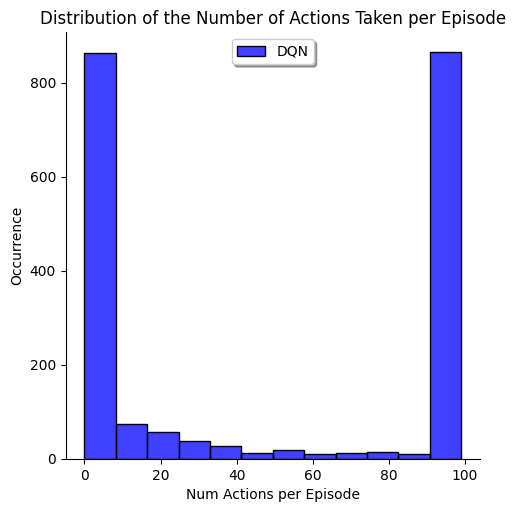 Distribution of the Number of Actions Taken per Episode
DQN
800
600
400
200
0
Occurrence
0 20 40 60 80 100
Num Actions per Episode